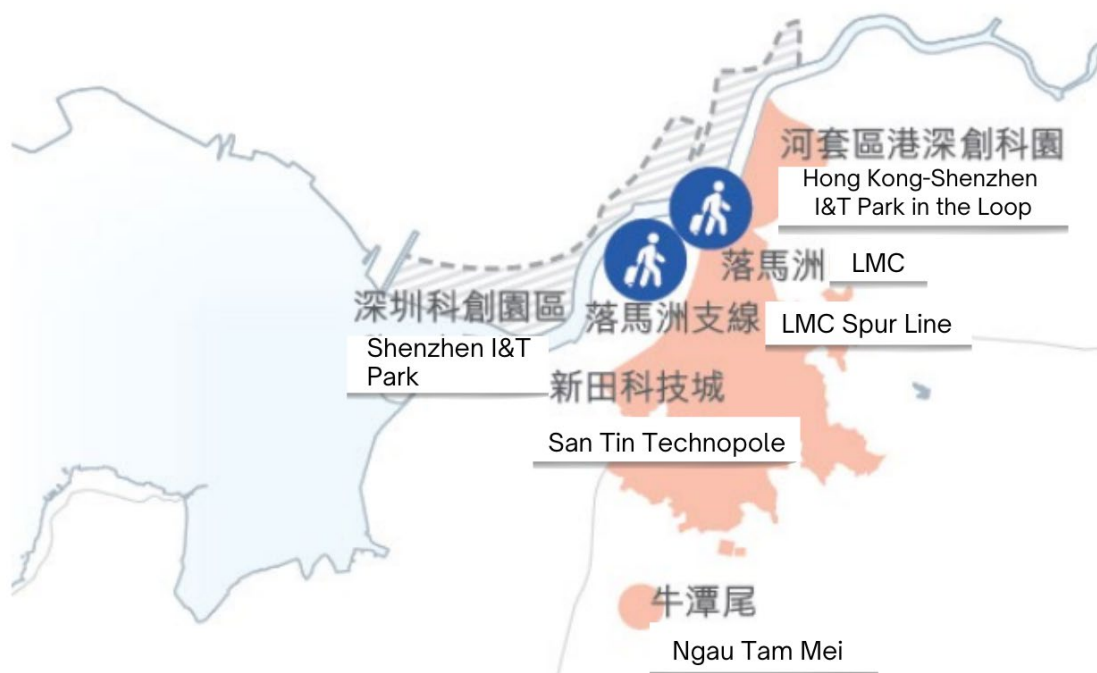 河套區港深創科園
Hong Kong-Shenzhen
I&T Park in the Loop
落馬洲
LMC
深圳科創園區
Shenzhen I&T
Park
落馬洲支線
LMC Spur Line
新田科技城
San Tin Technopole
牛潭尾
Ngau Tam Mei